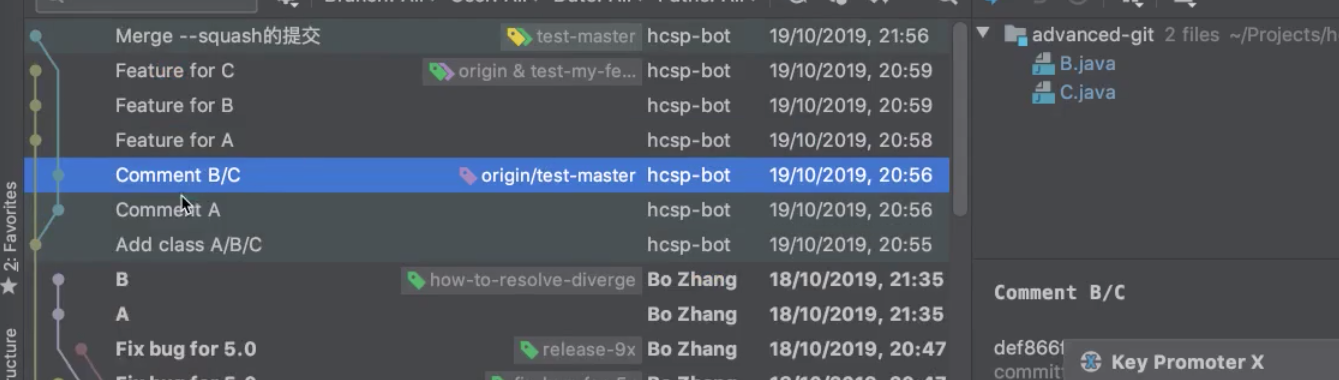 Merge --squash的提交 test-master hcsp-bot 19/10/2019, 21:56
Feature for C origin & test-my-fe... hcsp-bot 19/10/2019, 20:59
Feature for B hcsp-bot 19/10/2019, 20:59
Feature for A hcsp-bot 19/10/2019, 20:58
Comment B/C origin/test-master hcsp-bot 19/10/2019, 20:56
Comment A hcsp-bot 19/10/2019, 20:56
Add class A/B/C hcsp-bot 19/10/2019, 20:55
B how-to-resolve-diverge Bo Zhang 18/10/2019, 21:35
A Bo Zhang 18/10/2019, 21:35
Fix bug for 5.0 release-9x Bo Zhang 18/10/2019, 20:47
2: Favorites
advanced-git 2 files ~/Projects/h
B.java
C.java
Comment B/C
def866f
Key Promoter X